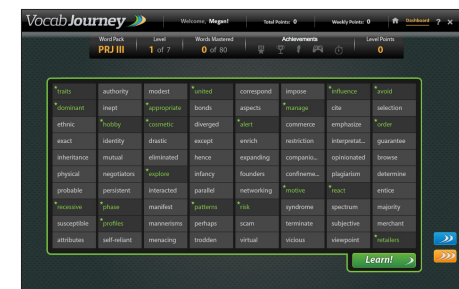 Vocab Journey Welcome, Megan! Total Points: 0 Weekly Points: 0 Dashboard ? ×
Word Pack Level Words Mastered Achievements Level Points
PRJ III 1 of 7 0 of 80 0
*traits authority modest *united correspond impose *influence *avoid
*dominant inept *appropriate bonds aspects *manage cite selection
ethnic *hobby *cosmetic diverged *alert commerce emphasize *order
exact identity drastic except enrich restriction interpretat... guarantee
inheritance mutual eliminated hence expanding companio... opinionated browse
physical negotiators *explore infancy founders confineme... plagiarism determine
probable persistent interacted parallel networking *motive *react entice
*recessive *phase manifest *patterns *risk syndrome spectrum majority
susceptible *profiles mannerisms perhaps scam terminate subjective merchant
attributes self-reliant menacing trodden virtual vicious viewpoint *retailers
Learn!